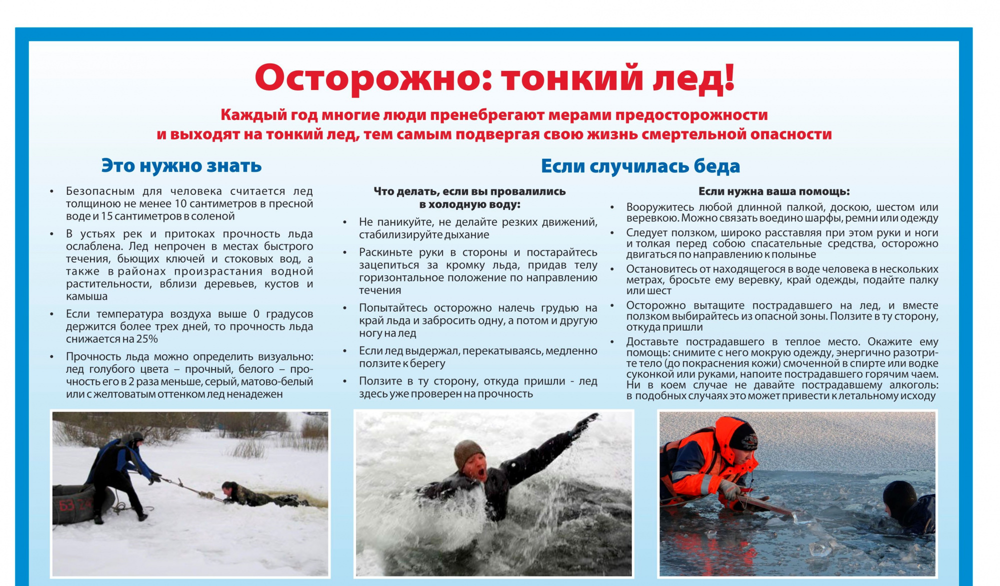 Осторожно: тонкий лед!
Каждый год многие люди пренебрегают мерами предосторожности
и выходят на тонкий лед, тем самым подвергая свою жизнь смертельной опасности
Это нужно знать
• Безопасным для человека считается лед
толщиною не менее 10 сантиметров в пресной
воде и 15 сантиметров в соленой
• В устьях рек и притоках прочность льда
ослаблена. Лед непрочен в местах быстрого
течения, бьющих ключей и стоковых вод, а
также в районах произрастания водной
растительности, вблизи деревьев, кустов и
камыша
• Если температура воздуха выше 0 градусов
держится более трех дней, то прочность льда
снижается на 25%
• Прочность льда можно определить визуально:
лед голубого цвета – прочный, белого – про-
чность его в 2 раза меньше, серый, матово-белый
или с желтоватым оттенком лед ненадежен
Если случилась беда
Что делать, если вы провалились
в холодную воду:
• Не паникуйте, не делайте резких движений,
стабилизируйте дыхание
• Раскиньте руки в стороны и постарайтесь
зацепиться за кромку льда, придав телу
горизонтальное положение по направлению
течения
• Попытайтесь осторожно налечь грудью на
край льда и забросить одну, а потом и другую
ногу на лед
• Если лед выдержал, перекатываясь, медленно
ползите к берегу
• Ползите в ту сторону, откуда пришли - лед
здесь уже проверен на прочность
Если нужна ваша помощь:
• Вооружитесь любой длинной палкой, доскою, шестом или
веревкою. Можно связать воедино шарфы, ремни или одежду
• Следует ползком, широко расставляя при этом руки и ноги
и толкая перед собою спасательные средства, осторожно
двигаться по направлению к полынье
• Остановитесь от находящегося в воде человека в нескольких
метрах, бросьте ему веревку, край одежды, подайте палку
или шест
• Осторожно вытащите пострадавшего на лед, и вместе
ползком выбирайтесь из опасной зоны. Ползите в ту сторону,
откуда пришли
• Доставьте пострадавшего в теплое место. Окажите ему
помощь: снимите с него мокрую одежду, энергично разотри-
те тело (до покраснения кожи) смоченной в спирте или водке
суконкой или руками, напоите пострадавшего горячим чаем.
Ни в коем случае не давайте пострадавшему алкоголь:
в подобных случаях это может привести к летальному исходу
БЗ 24